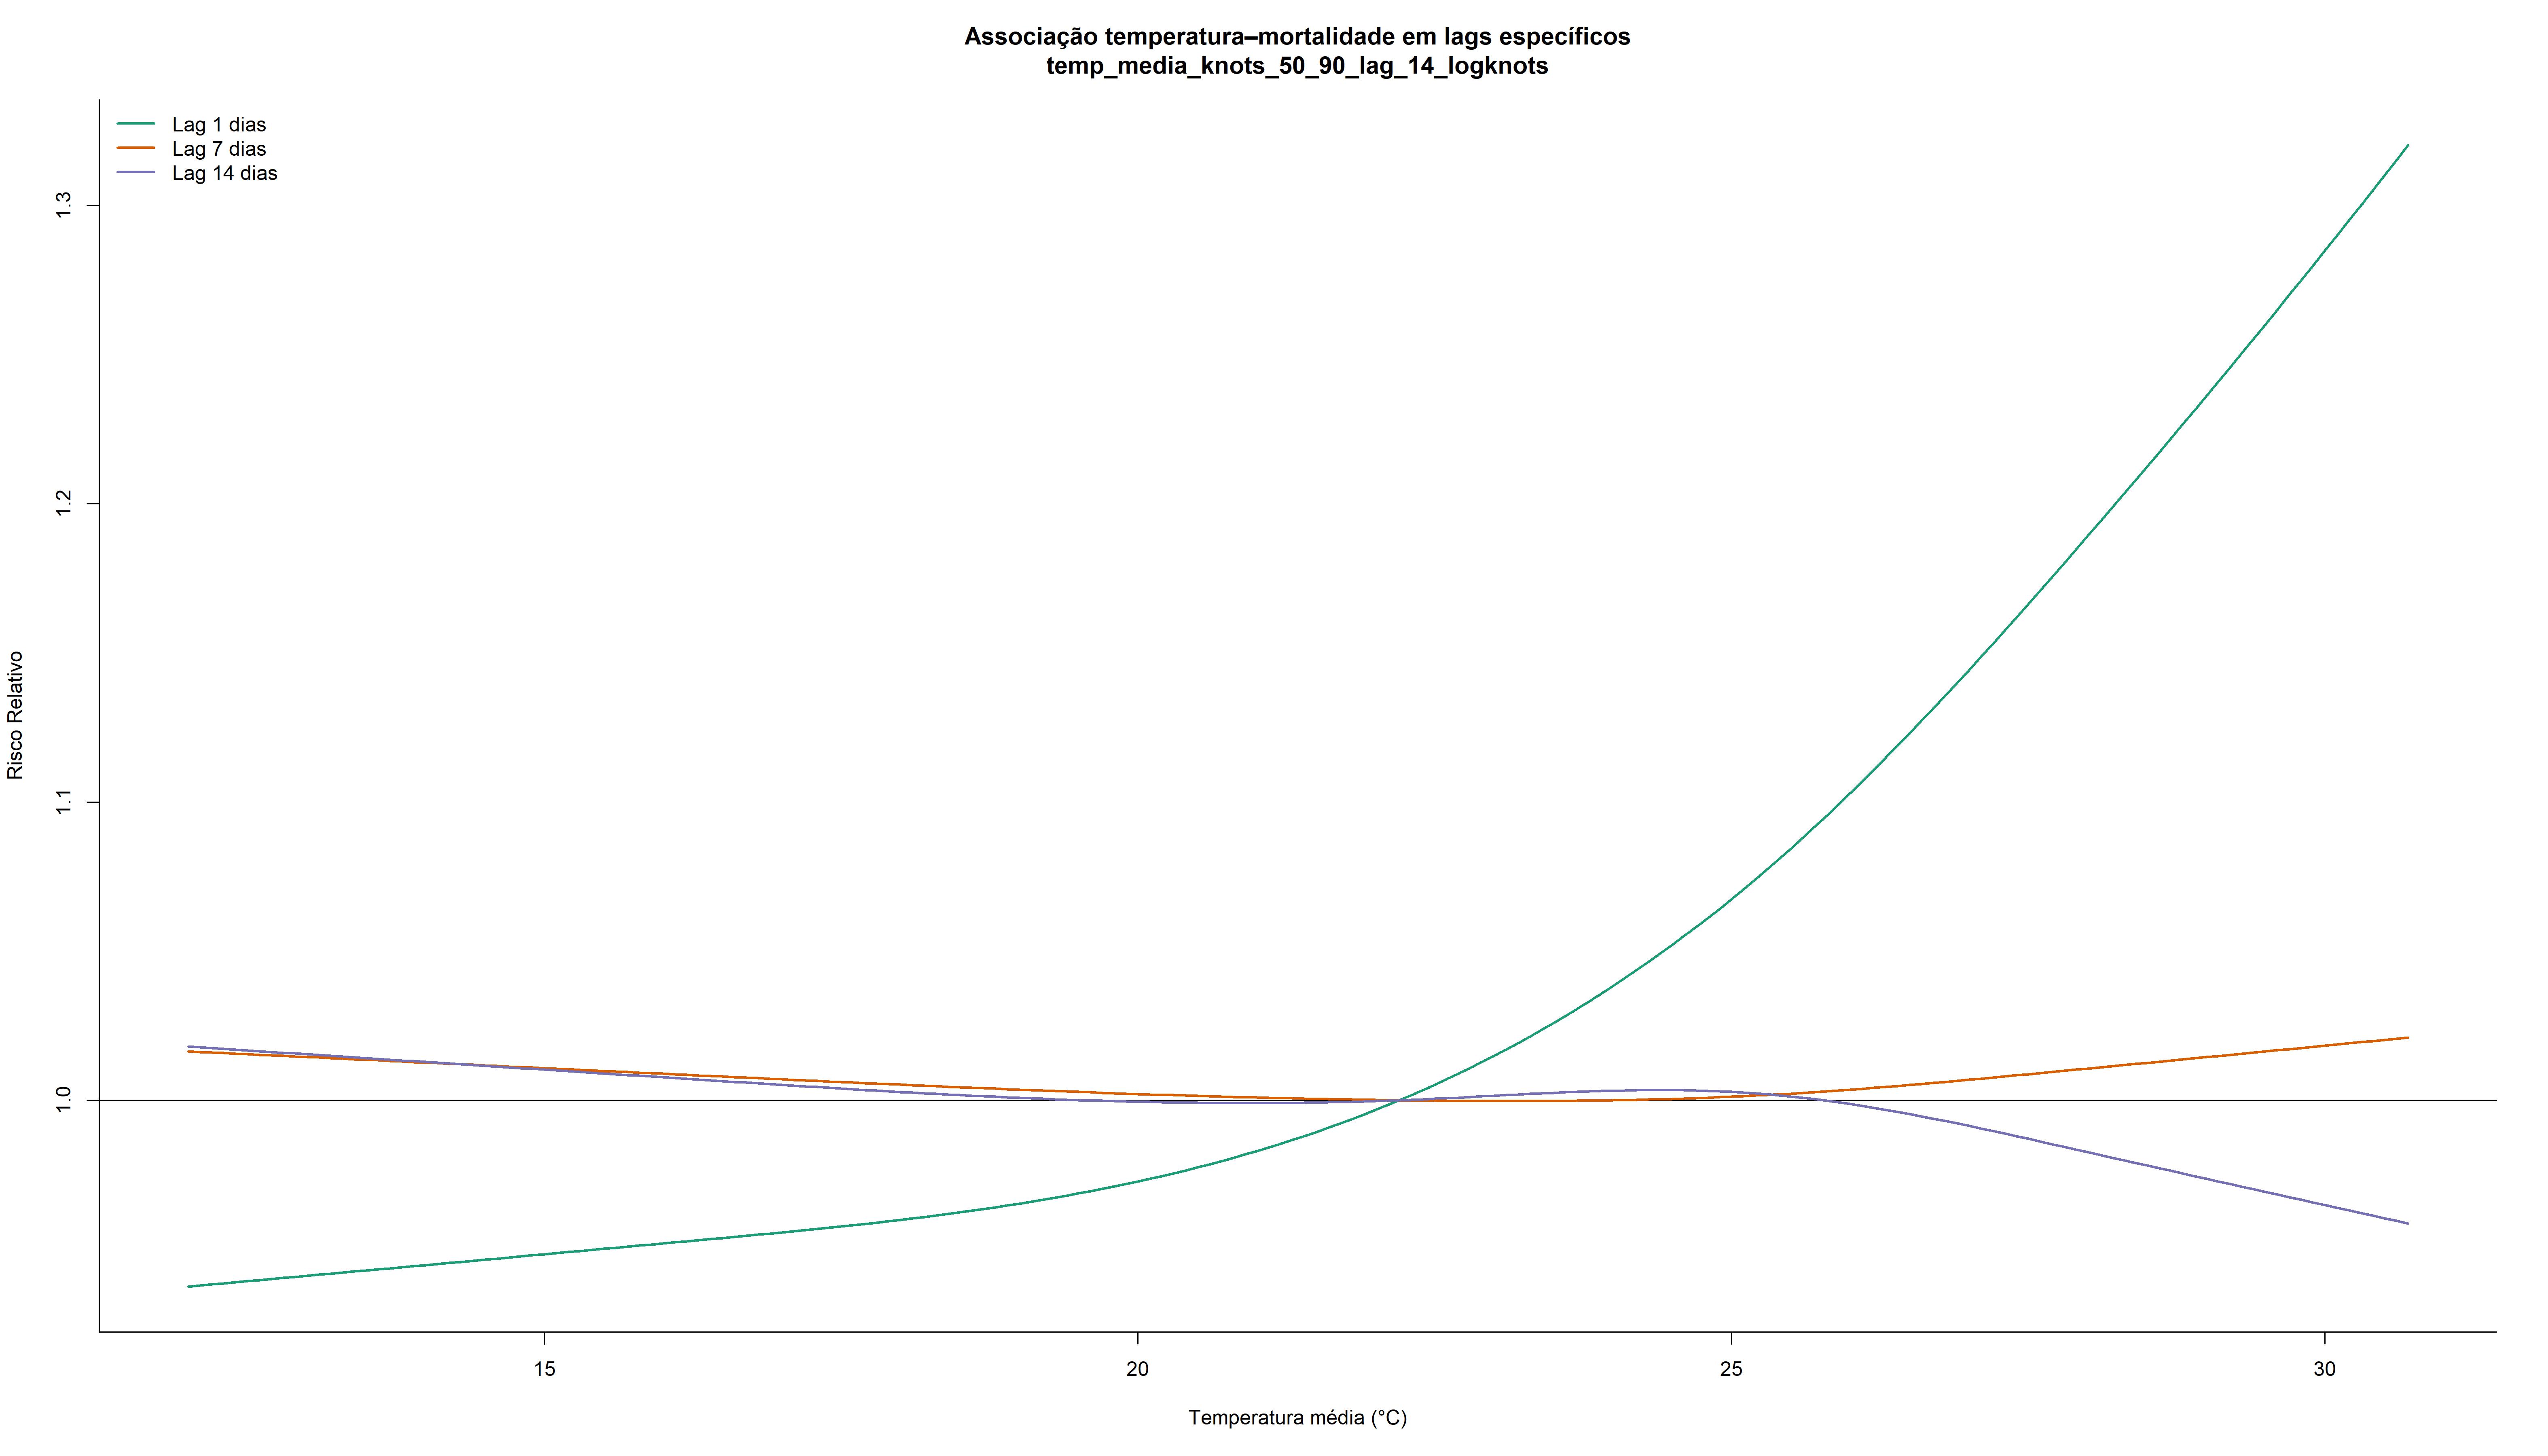 Associação temperatura–mortalidade em lags específicos
temp_media_knots_50_90_lag_14_logknots
Lag 1 dias
Lag 7 dias
Lag 14 dias
1.3
1.2
1.1
1.0
Risco Relativo
15
20
25
30
Temperatura média (°C)